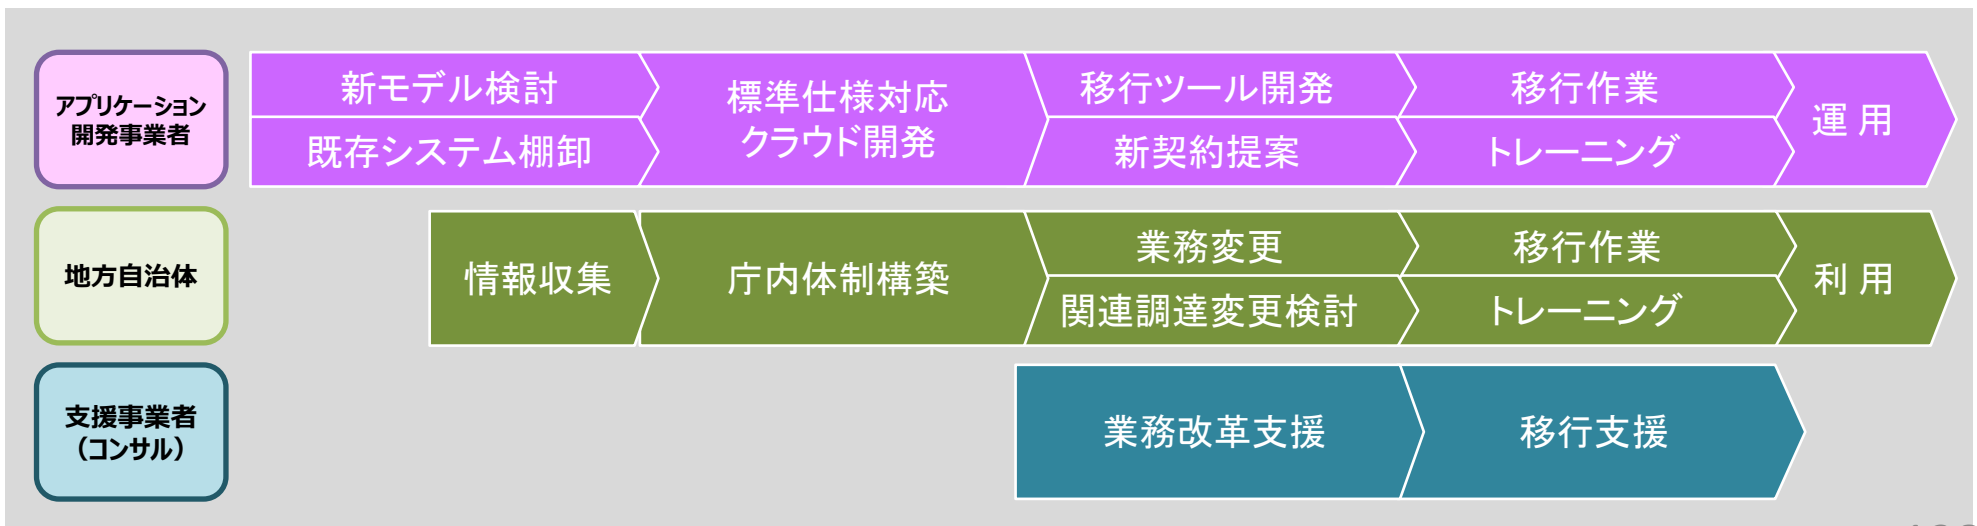 アプリケーション
開発事業者
新モデル検討
既存システム棚卸
標準仕様対応
クラウド開発
移行ツール開発
新契約提案
移行作業
トレーニング
運用
地方自治体
情報収集
庁内体制構築
業務変更
関連調達変更検討
移行作業
トレーニング
利用
支援事業者
（コンサル）
業務改革支援
移行支援